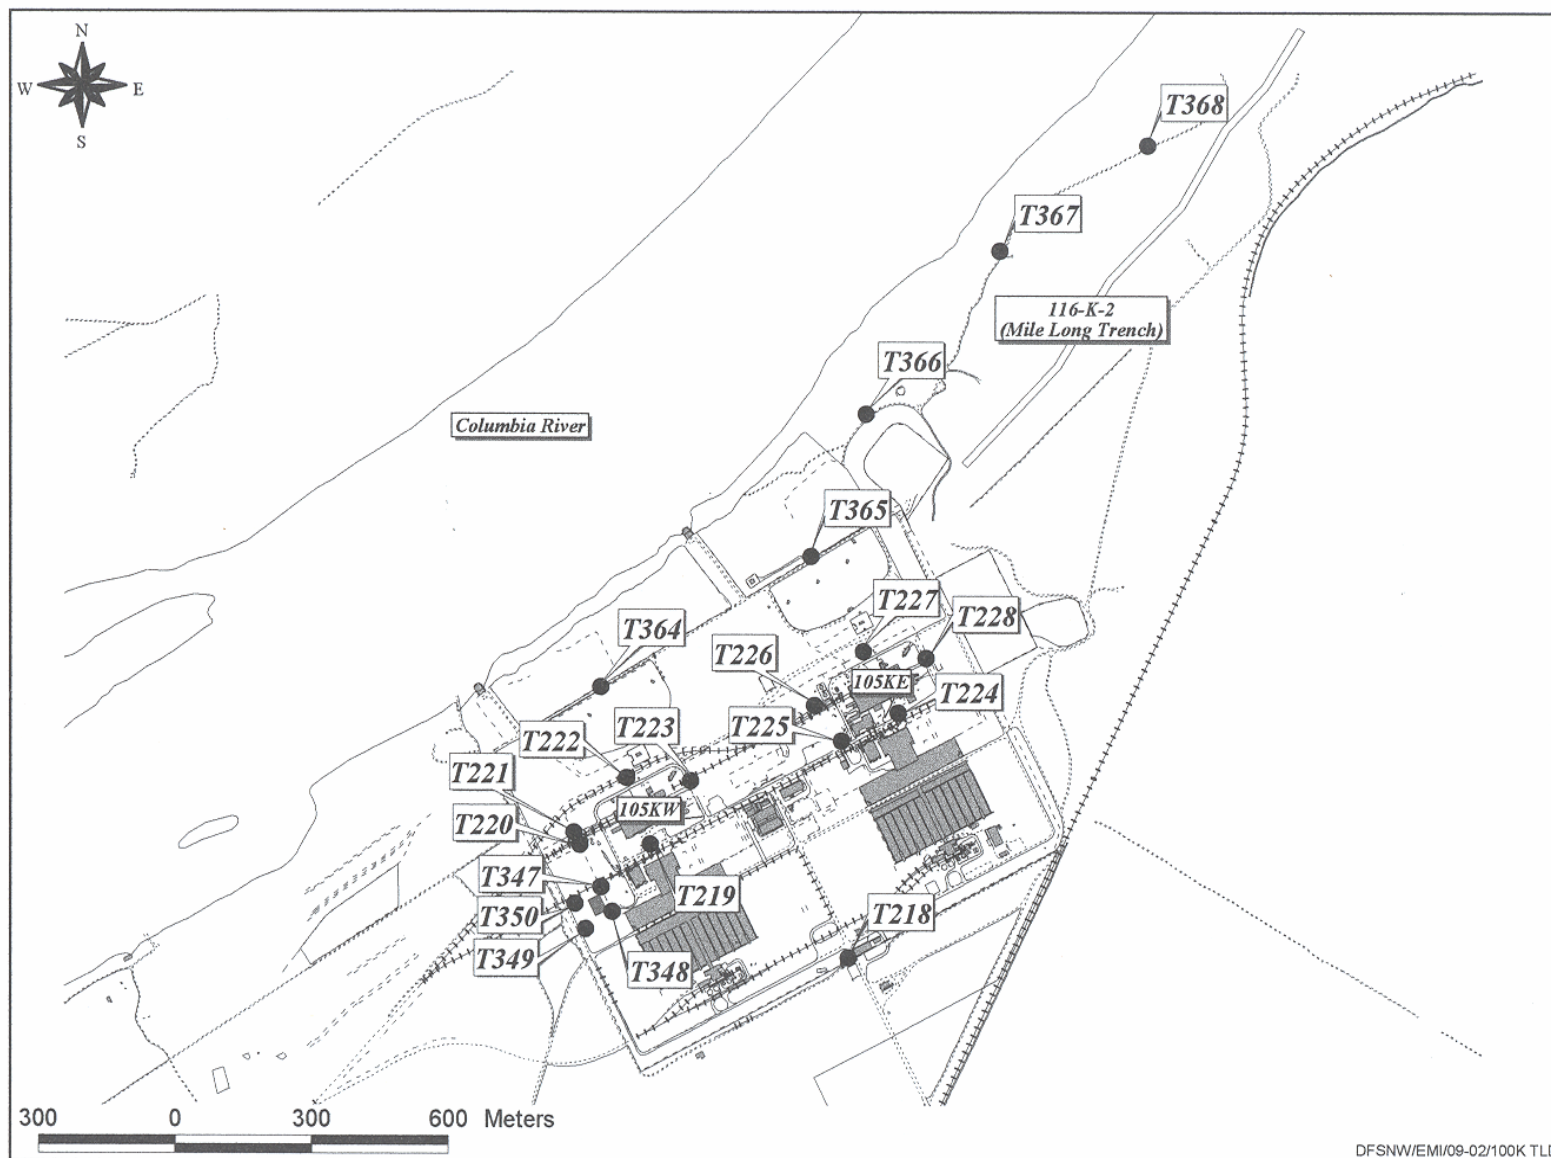 N
W E
S
T368
T367
116-K-2
(Mile Long Trench)
T366
Columbia River
T365
T227
T228
T364
T226
105KE
T224
T223
T225
T222
T221
105KW
T220
T347
T219
T218
T350
T349
T348
300 0 300 600 Meters
DFSNW/EMI/09-02/100K TLD